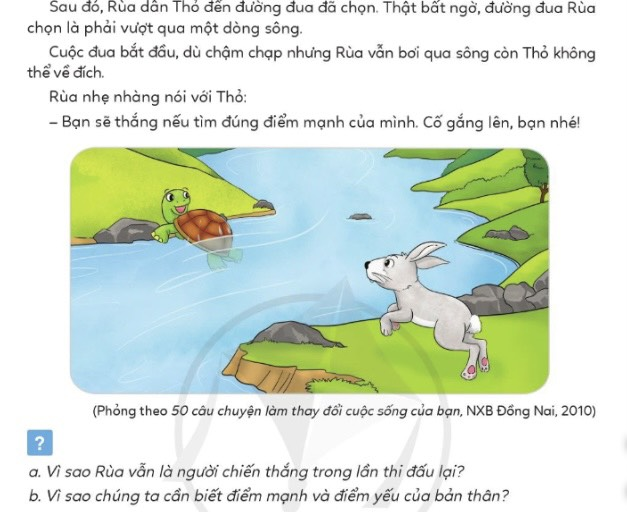 Sau đó, Rùa dẫn Thỏ đến đường đua đã chọn. Thật bất ngờ, đường đua Rùa
chọn là phải vượt qua một dòng sông.
Cuộc đua bắt đầu, dù chậm chạp nhưng Rùa vẫn bơi qua sông còn Thỏ không
thể về đích.
Rùa nhẹ nhàng nói với Thỏ:
– Bạn sẽ thắng nếu tìm đúng điểm mạnh của mình. Cố gắng lên, bạn nhé!
(Phỏng theo 50 câu chuyện làm thay đổi cuộc sống của bạn, NXB Đồng Nai, 2010)
?
a. Vì sao Rùa vẫn là người chiến thắng trong lần thi đấu lại?
b. Vì sao chúng ta cần biết điểm mạnh và điểm yếu của bản thân?